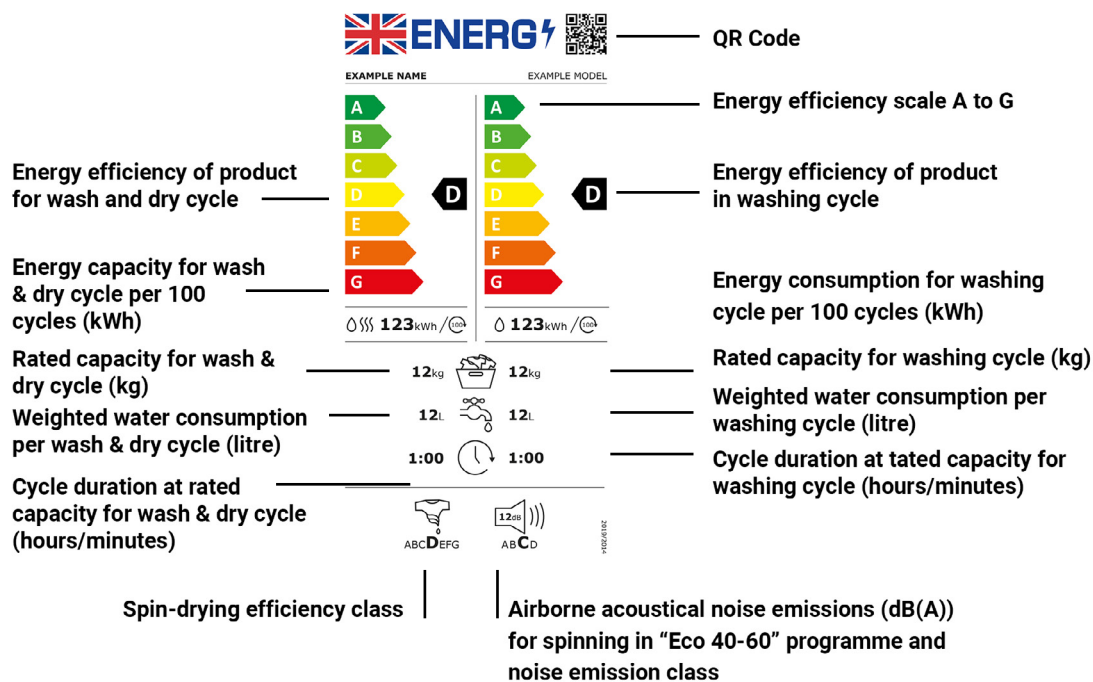 ENERG
QR Code
EXAMPLE NAME
EXAMPLE MODEL
A
B
C
D
E
F
G
D
A
B
C
D
E
F
G
D
Energy efficiency scale A to G
Energy efficiency of product
for wash and dry cycle
Energy efficiency of product
in washing cycle
Energy capacity for wash
& dry cycle per 100
cycles (kWh)
Energy consumption for washing
cycle per 100 cycles (kWh)
123kWh/100
123kWh/100
Rated capacity for wash &
dry cycle (kg)
12kg
12kg
Rated capacity for washing cycle (kg)
Weighted water consumption
per wash & dry cycle (litre)
12L
12L
Weighted water consumption per
washing cycle (litre)
1:00
1:00
Cycle duration at rated
capacity for wash & dry cycle
(hours/minutes)
Cycle duration at tated capacity for
washing cycle (hours/minutes)
12dB
ABCDEFG
ABCD
2019/2014
Spin-drying efficiency class
Airborne acoustical noise emissions (dB(A))
for spinning in “Eco 40-60” programme and
noise emission class